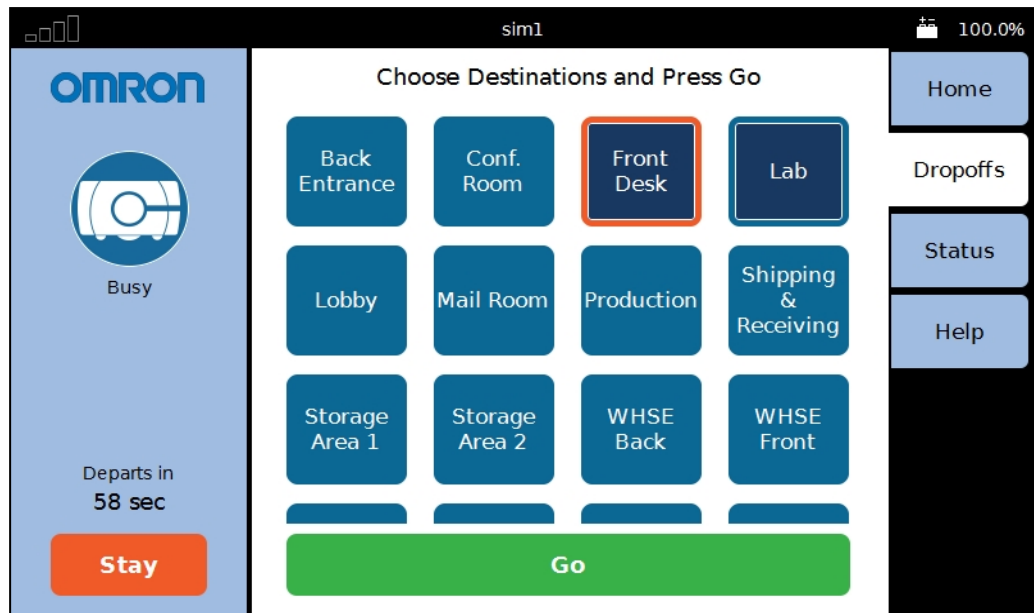 sim1
100.0%
OMRON
Busy
Departs in
58 sec
Stay
Choose Destinations and Press Go
Back
Entrance
Conf.
Room
Front
Desk
Lab
Lobby
Mail Room
Production
Shipping
&
Receiving
Storage
Area 1
Storage
Area 2
WHSE
Back
WHSE
Front
Go
Home
Dropoffs
Status
Help